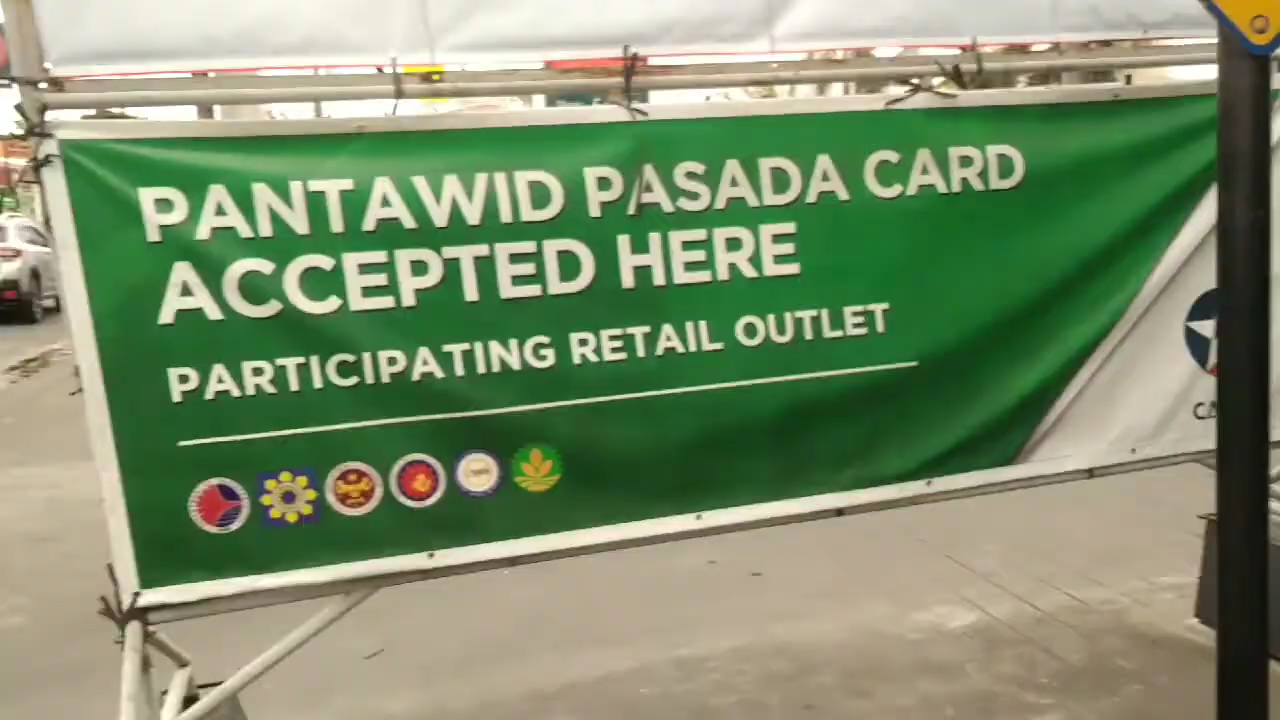 PANTAWID PASADA CARD
ACCEPTED HERE
PARTICIPATING RETAIL OUTLET